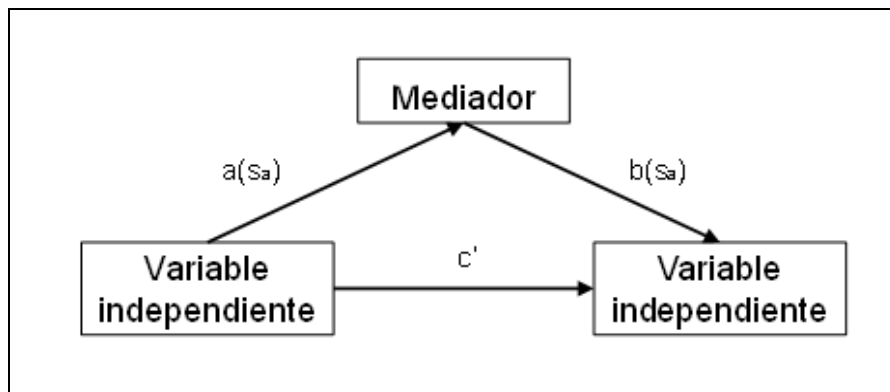 Mediador
a(sa)
b(sa)
c'
Variable
independiente
Variable
independiente